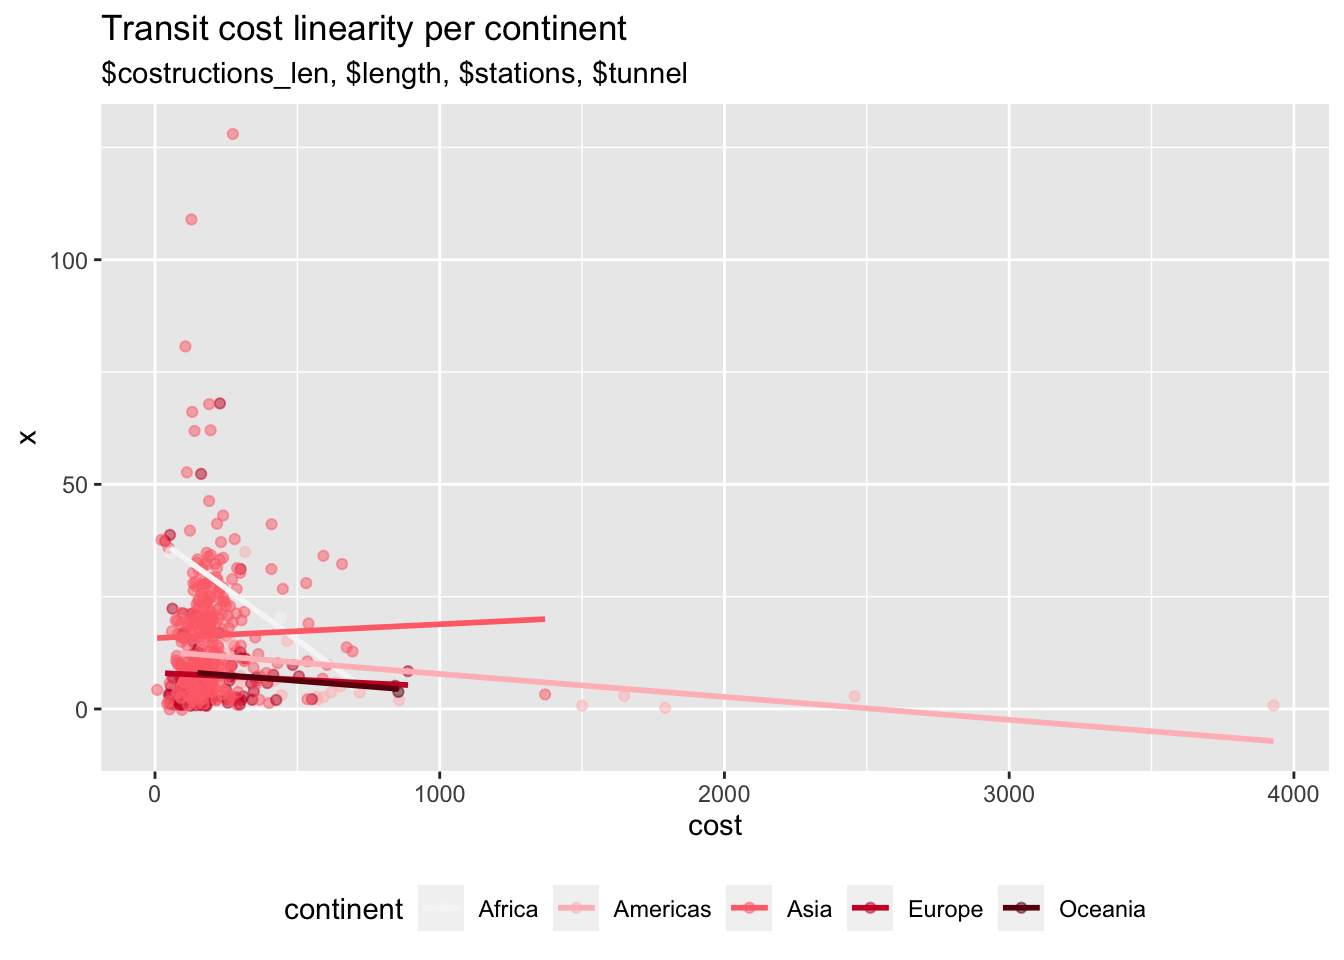 Transit cost linearity per continent
$costructions_len, $length, $stations, $tunnel
100
50
0
x
0 1000 2000 3000 4000
cost
continent Africa Americas Asia Europe Oceania